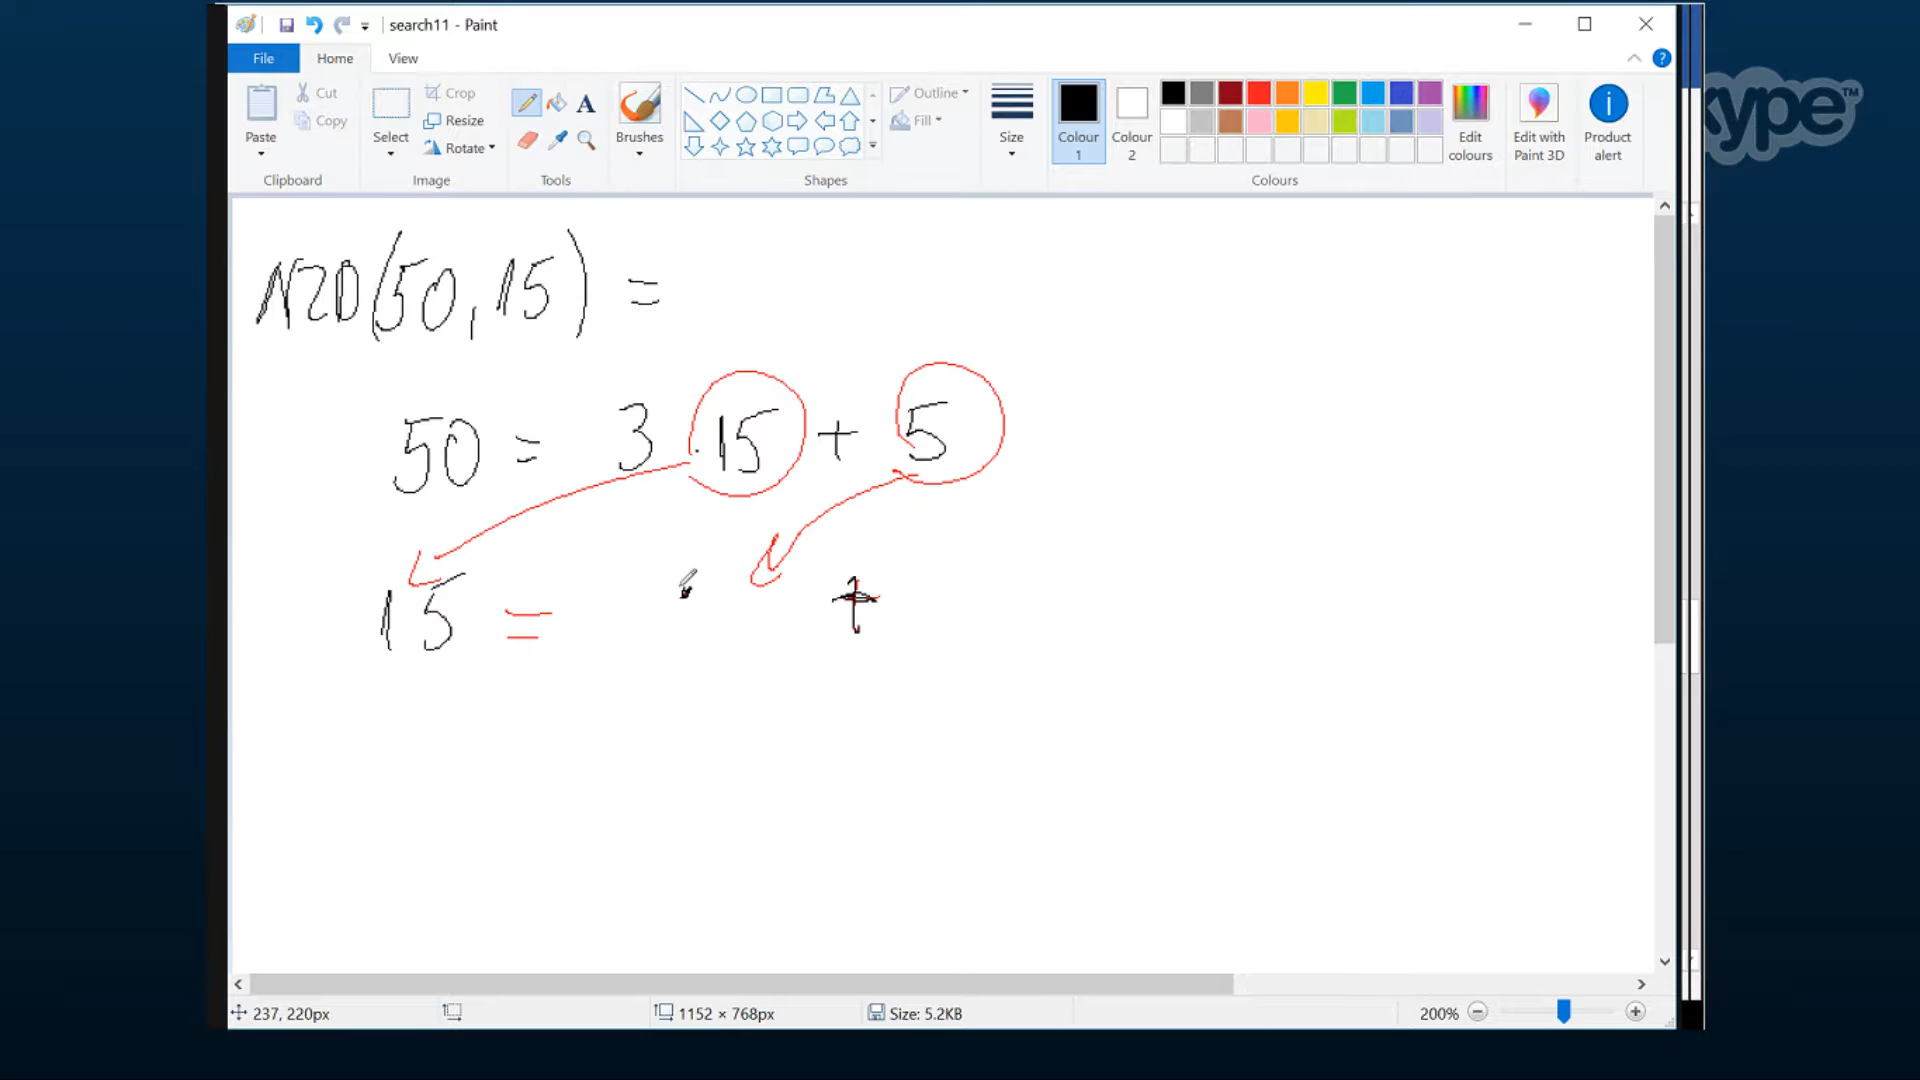 search11 - Paint
File Home View
Cut
Copy
Paste
Clipboard
Crop
Resize
Rotate
Select
Image
Tools
Brushes
Outline
Fill
Shapes
Size
Colour 1
Colour 2
Edit colours
Edit with Paint 3D
Product alert
Colours
kype™
NZD(50,15) =
50 = 3 · 15 + 5
15 = · +
237, 220px
1152 × 768px
Size: 5.2KB
200%